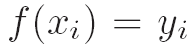 f(x_i) = y_i